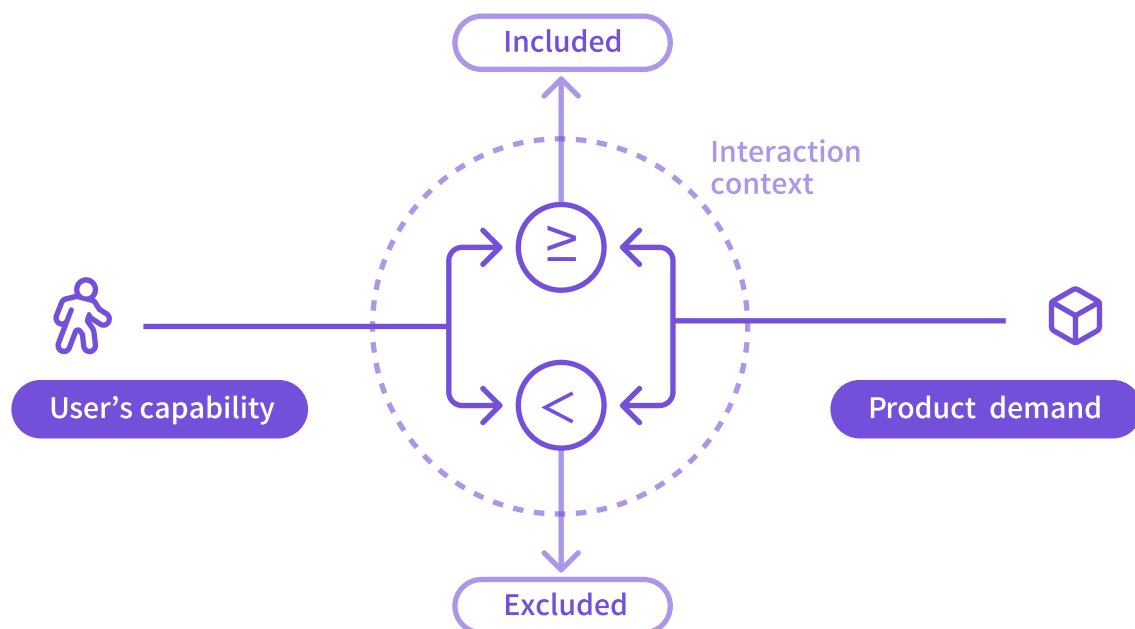 Included
Interaction
context
≥
User’s capability
<
Product demand
Excluded